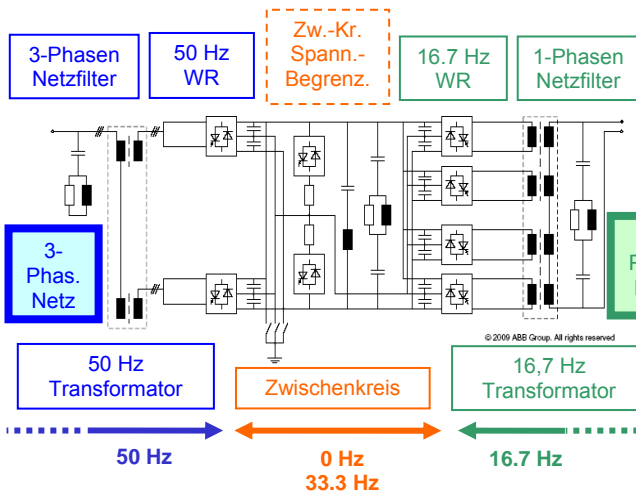 3-Phasen
Netzfilter
50 Hz
WR
Zw.-Kr.
Spann.-
Begrenz.
16.7 Hz
WR
1-Phasen
Netzfilter
3-
Phas.
Netz
© 2009 ABB Group. All rights reserved
50 Hz
Transformator
Zwischenkreis
16,7 Hz
Transformator
50 Hz
0 Hz
33.3 Hz
16.7 Hz